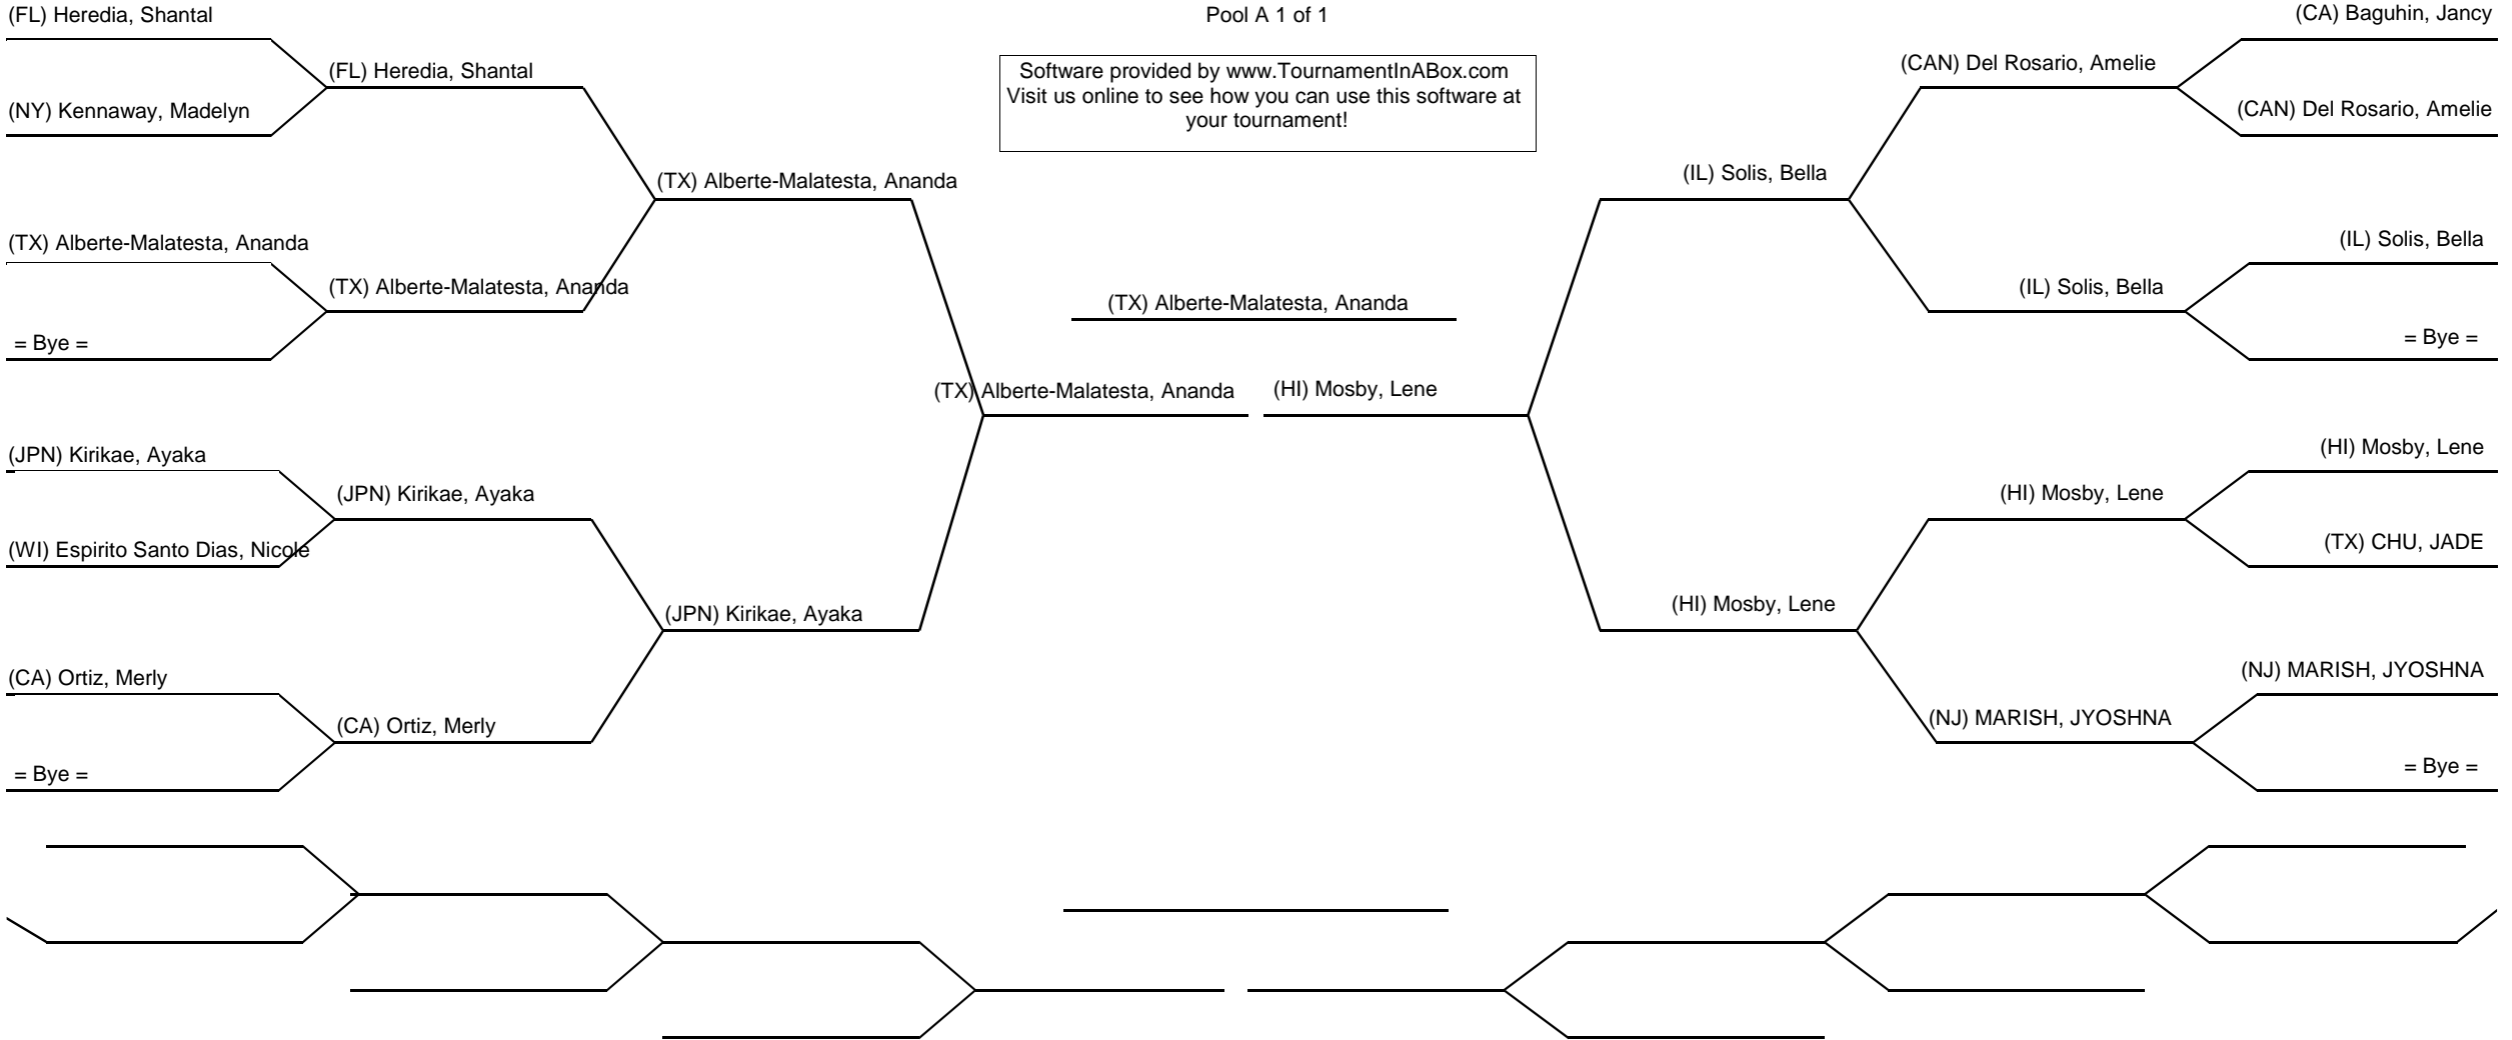 (FL) Heredia, Shantal
Pool A 1 of 1
(CA) Baguhin, Jancy
(FL) Heredia, Shantal
Software provided by www.TournamentInABox.com
Visit us online to see how you can use this software at
your tournament!
(CAN) Del Rosario, Amelie
(NY) Kennaway, Madelyn
(CAN) Del Rosario, Amelie
(TX) Alberte-Malatesta, Ananda
(IL) Solis, Bella
(TX) Alberte-Malatesta, Ananda
(IL) Solis, Bella
(TX) Alberte-Malatesta, Ananda
(TX) Alberte-Malatesta, Ananda
(IL) Solis, Bella
= Bye =
= Bye =
(TX) Alberte-Malatesta, Ananda
(HI) Mosby, Lene
(JPN) Kirikae, Ayaka
(HI) Mosby, Lene
(JPN) Kirikae, Ayaka
(HI) Mosby, Lene
(WI) Espirito Santo Dias, Nicole
(TX) CHU, JADE
(JPN) Kirikae, Ayaka
(HI) Mosby, Lene
(CA) Ortiz, Merly
(NJ) MARISH, JYOSHNA
(CA) Ortiz, Merly
(NJ) MARISH, JYOSHNA
= Bye =
= Bye =